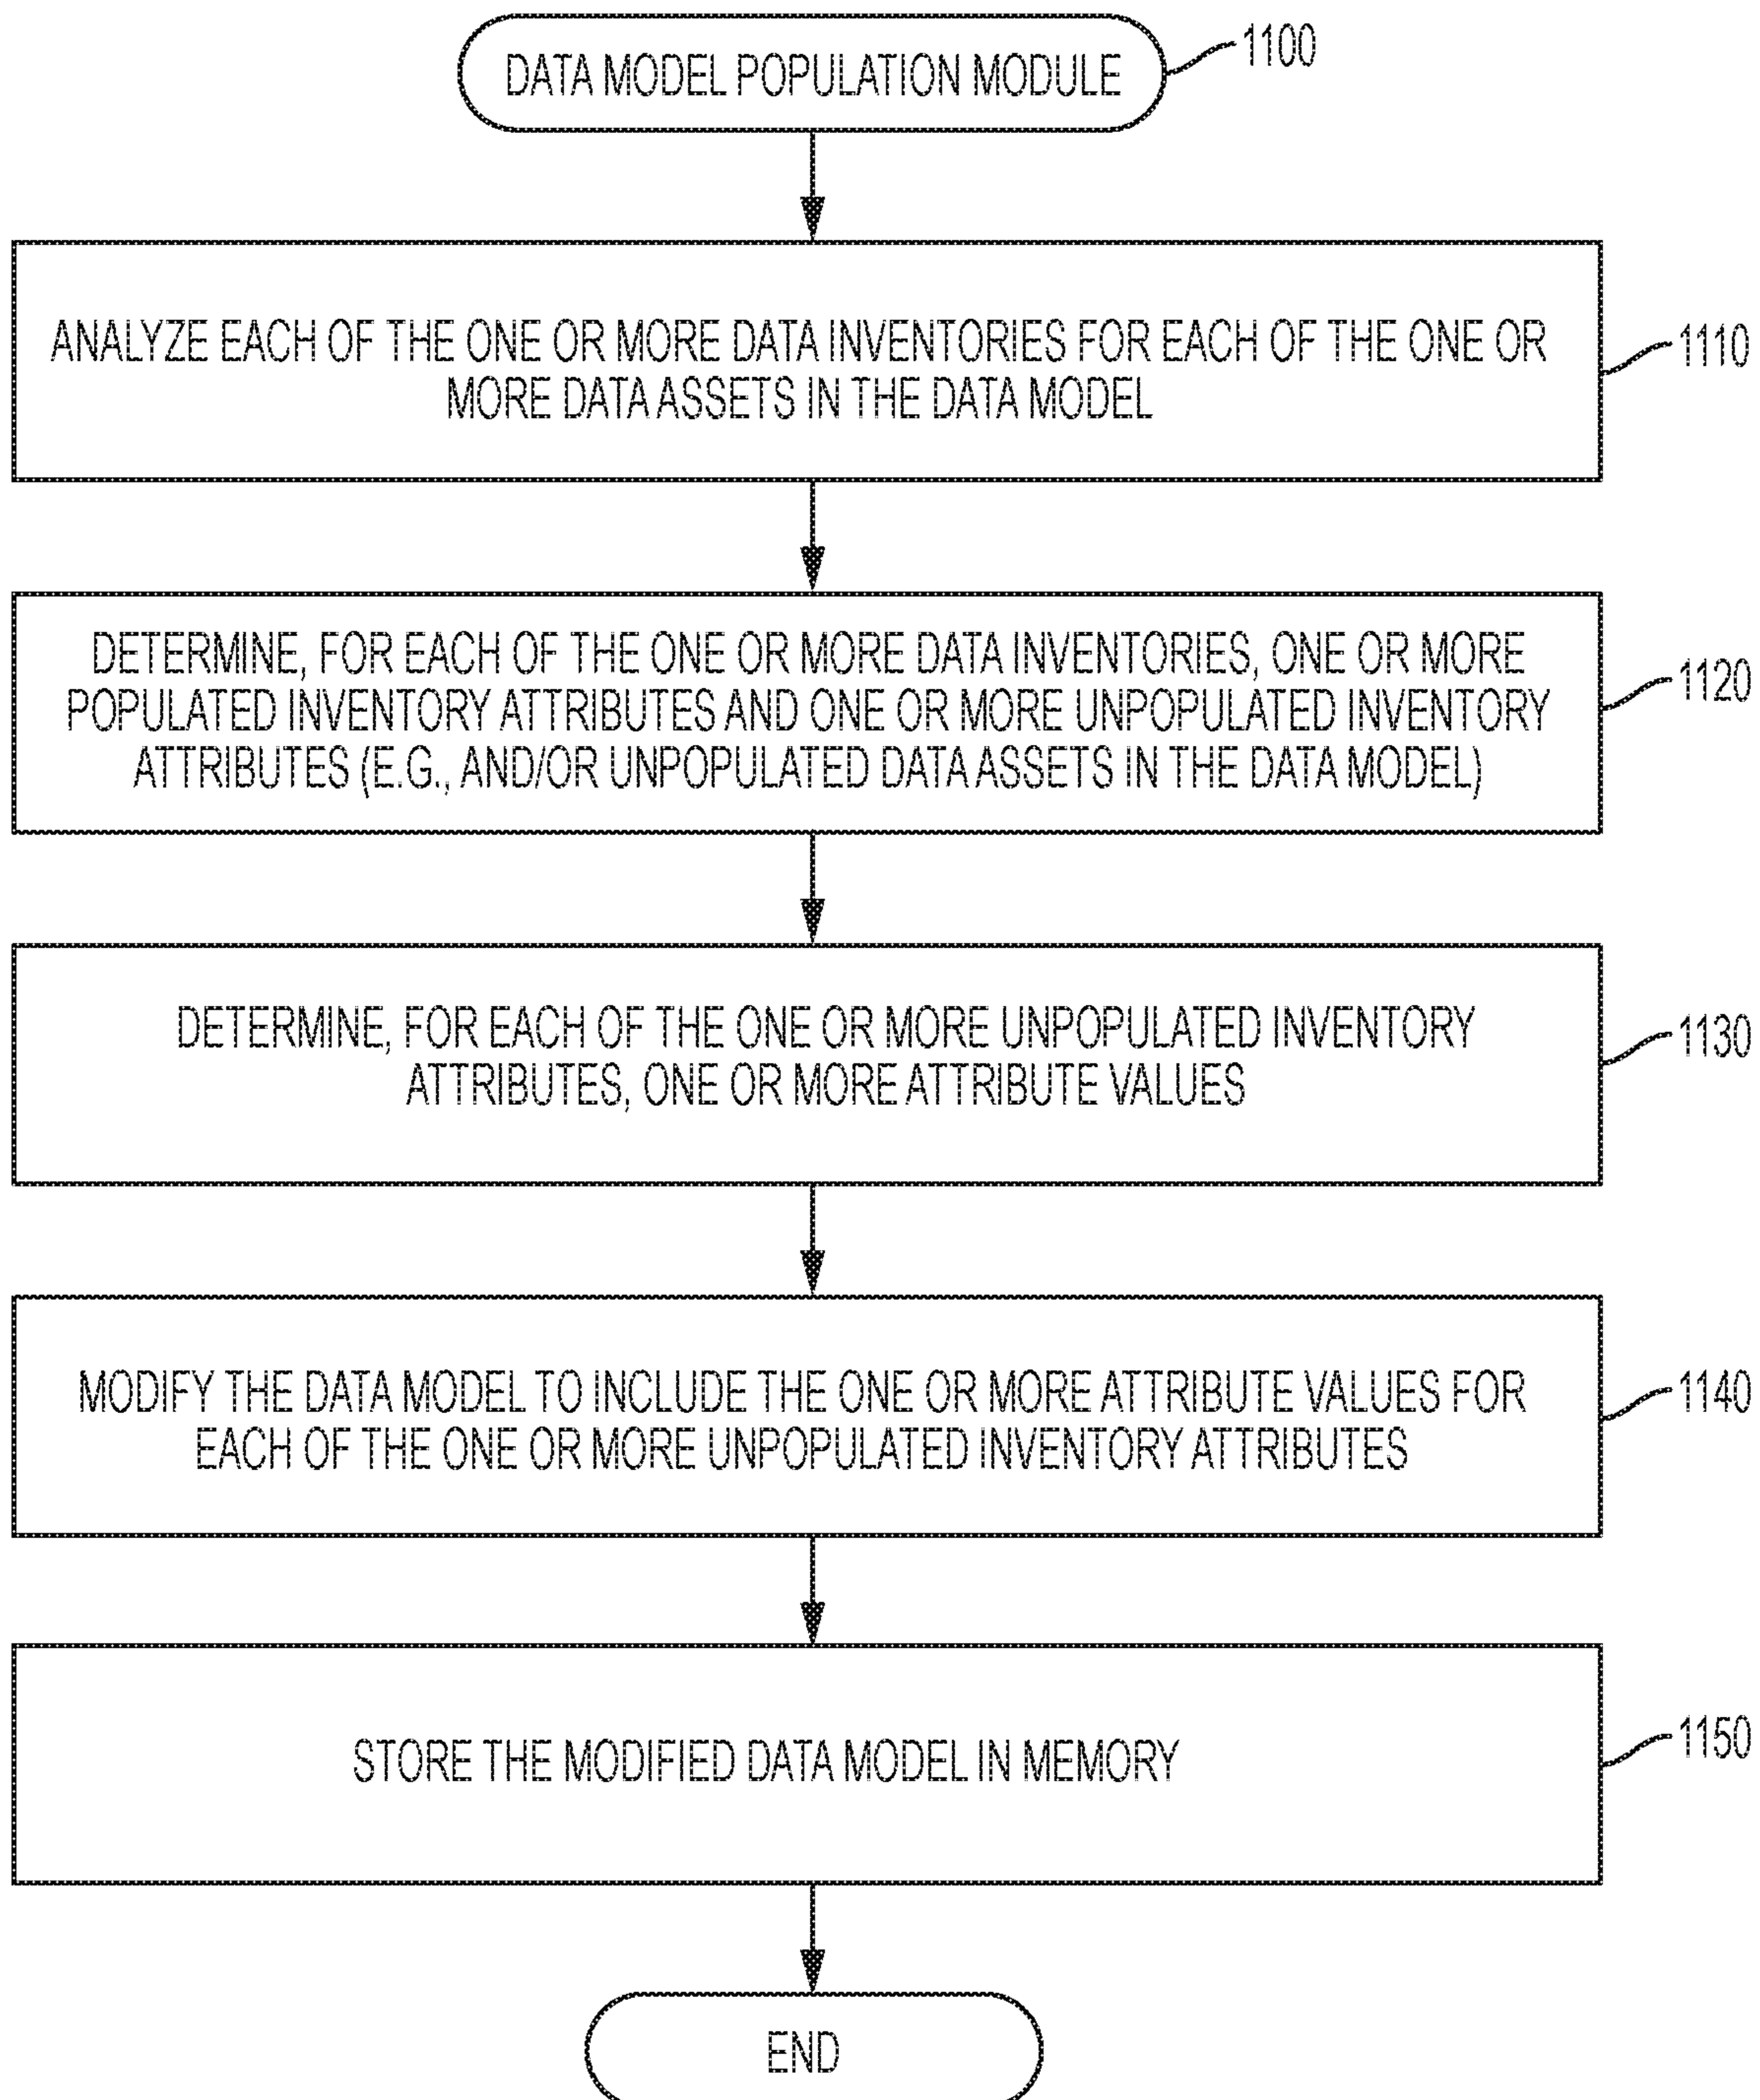 DATA MODEL POPULATION MODULE
1100
ANALYZE EACH OF THE ONE OR MORE DATA INVENTORIES FOR EACH OF THE ONE OR
MORE DATA ASSETS IN THE DATA MODEL
1110
DETERMINE, FOR EACH OF THE ONE OR MORE DATA INVENTORIES, ONE OR MORE
POPULATED INVENTORY ATTRIBUTES AND ONE OR MORE UNPOPULATED INVENTORY
ATTRIBUTES (E.G., AND/OR UNPOPULATED DATA ASSETS IN THE DATA MODEL)
1120
DETERMINE, FOR EACH OF THE ONE OR MORE UNPOPULATED INVENTORY
ATTRIBUTES, ONE OR MORE ATTRIBUTE VALUES
1130
MODIFY THE DATA MODEL TO INCLUDE THE ONE OR MORE ATTRIBUTE VALUES FOR
EACH OF THE ONE OR MORE UNPOPULATED INVENTORY ATTRIBUTES
1140
STORE THE MODIFIED DATA MODEL IN MEMORY
1150
END